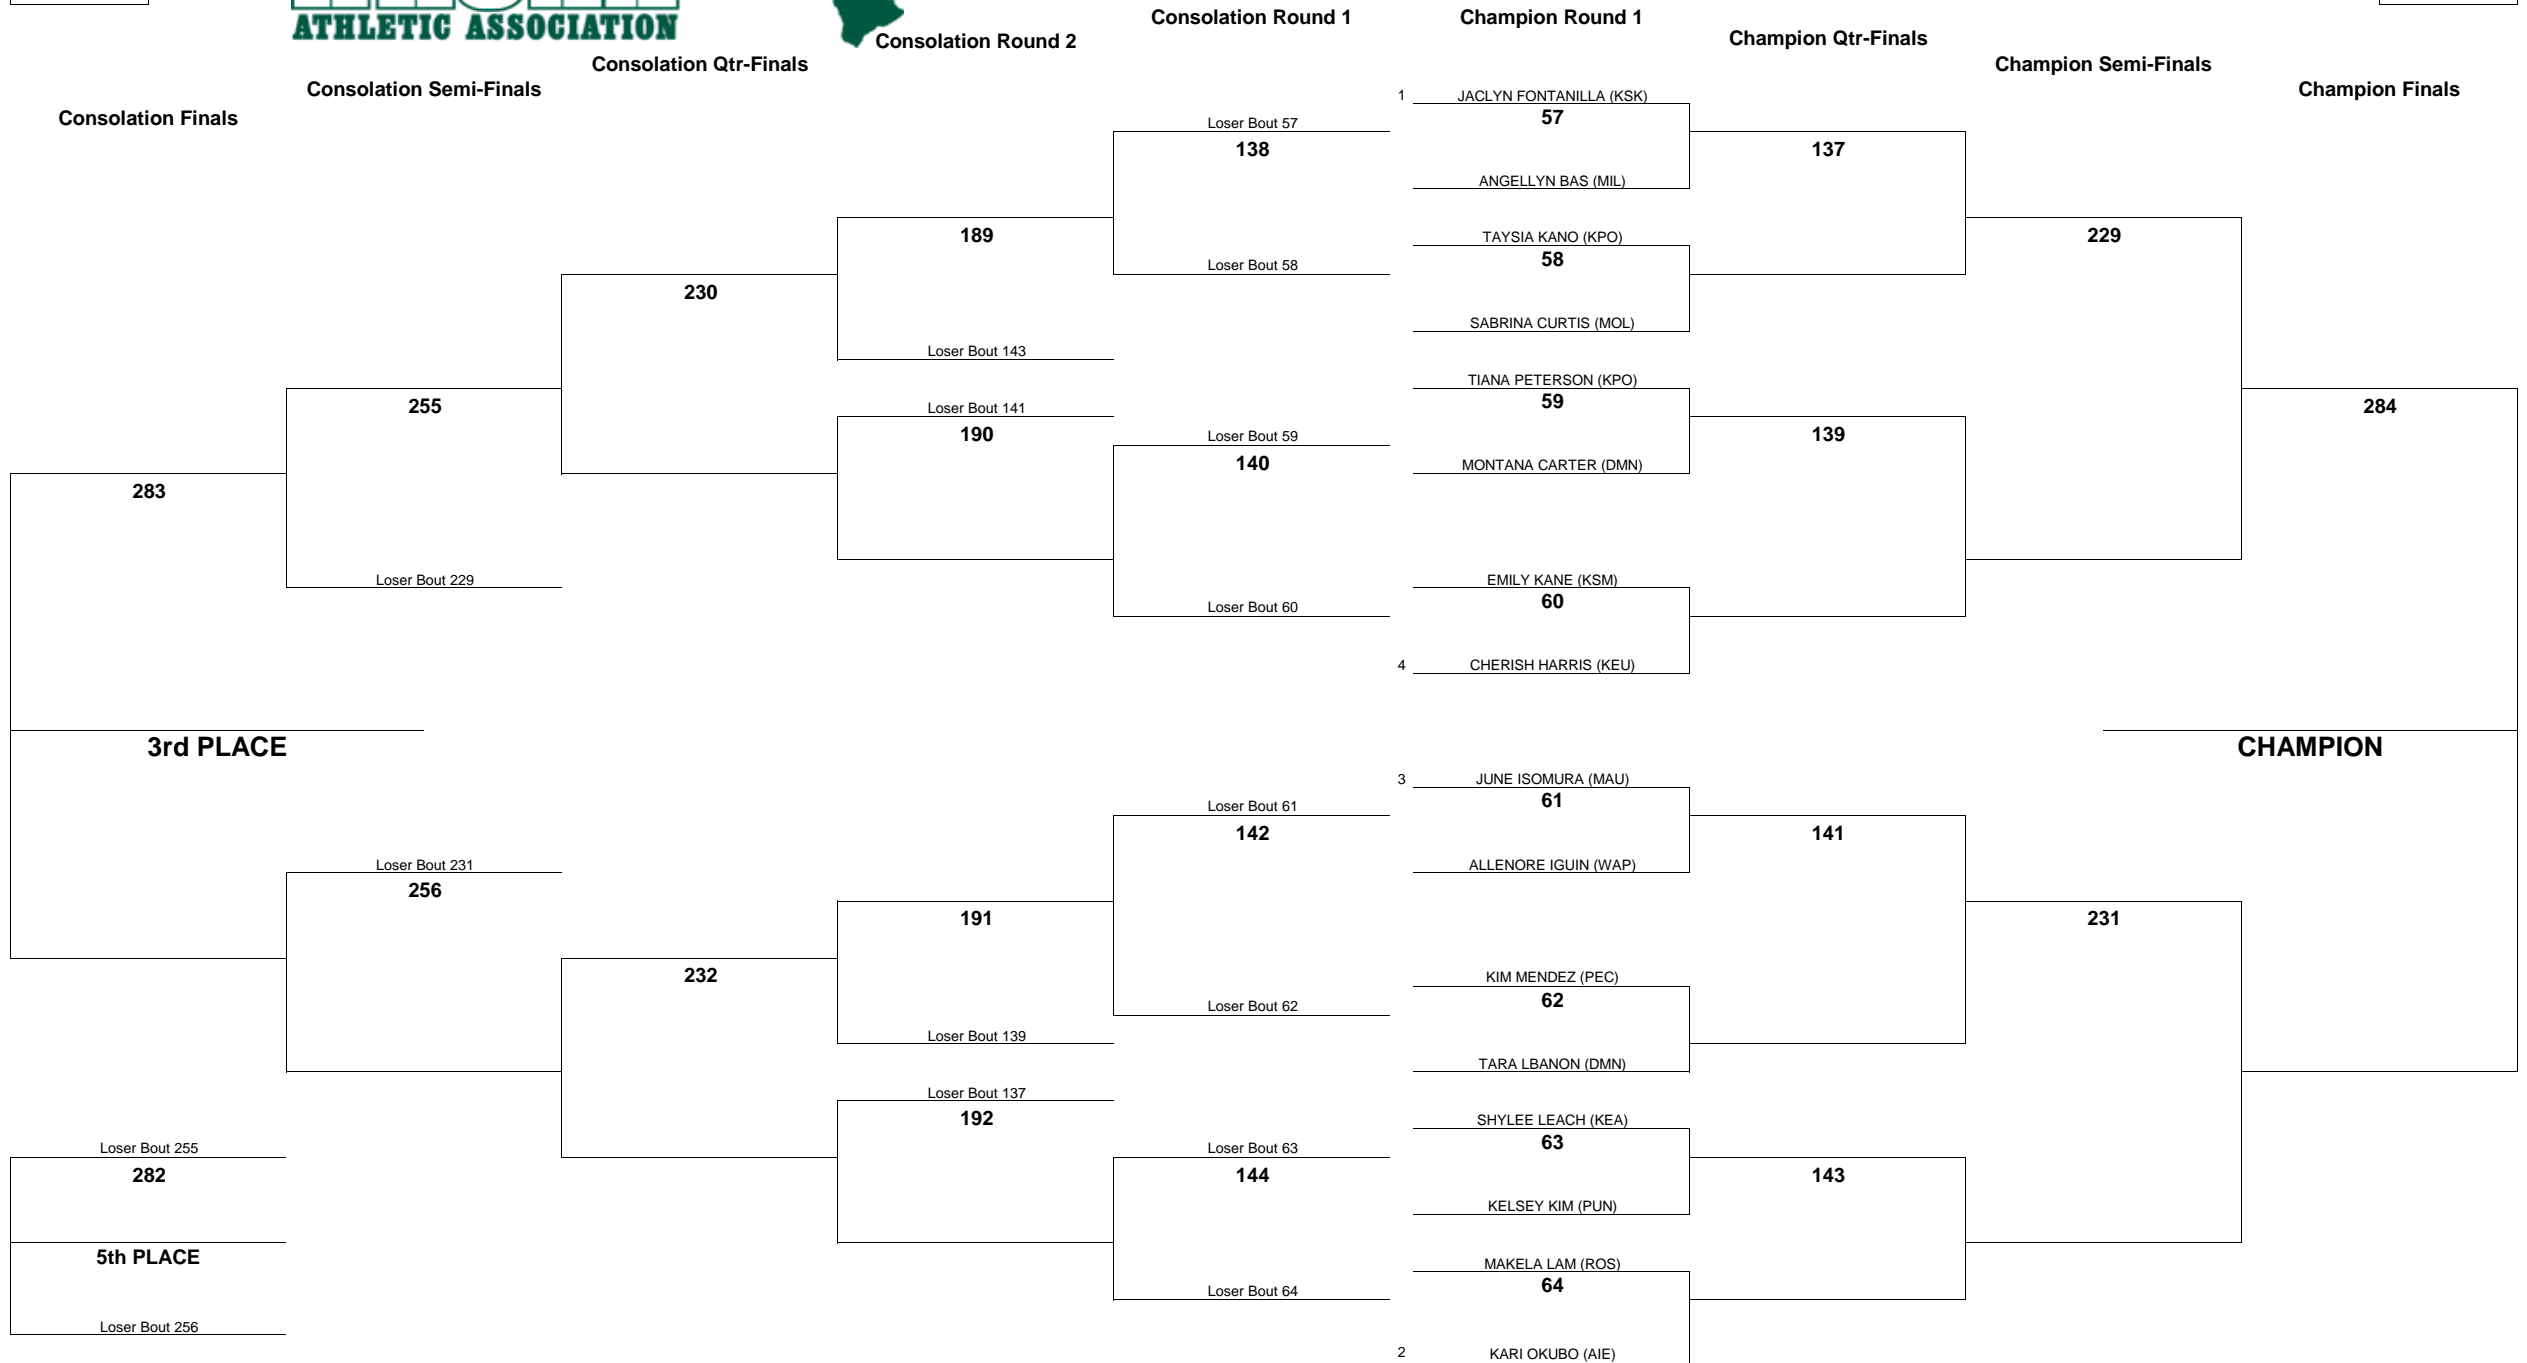 ATHLETIC ASSOCIATION
Consolation Round 1
Champion Round 1
Consolation Round 2
Champion Qtr-Finals
Consolation Qtr-Finals
Champion Semi-Finals
Consolation Semi-Finals
Champion Finals
Consolation Finals
1 JACLYN FONTANILLA (KSK)
57
Loser Bout 57
138
137
ANGELLYN BAS (MIL)
189
TAYSIA KANO (KPO)
229
58
Loser Bout 58
230
SABRINA CURTIS (MOL)
Loser Bout 143
TIANA PETERSON (KPO)
255
Loser Bout 141
59
284
190
Loser Bout 59
139
140
MONTANA CARTER (DMN)
283
Loser Bout 229
EMILY KANE (KSM)
60
Loser Bout 60
4 CHERISH HARRIS (KEU)
3rd PLACE
CHAMPION
3 JUNE ISOMURA (MAU)
61
Loser Bout 61
142
141
Loser Bout 231
ALLENORE IGUIN (WAP)
256
191
231
232
KIM MENDEZ (PEC)
62
Loser Bout 62
Loser Bout 139
TARA LBANON (DMN)
Loser Bout 137
192
SHYLEE LEACH (KEA)
63
Loser Bout 255
Loser Bout 63
282
144
143
KELSEY KIM (PUN)
5th PLACE
MAKELA LAM (ROS)
64
Loser Bout 64
Loser Bout 256
2 KARI OKUBO (AIE)